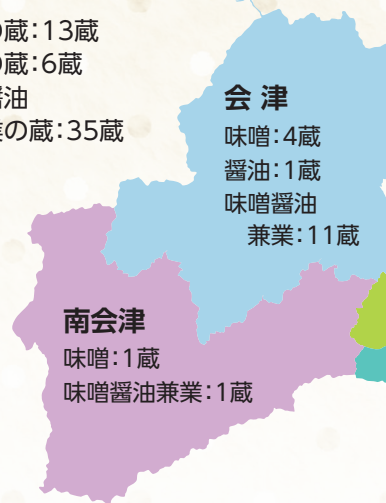 の蔵：13蔵
の蔵：6蔵
醤油
業の蔵：35蔵
会津
味噌：4蔵
醤油：1蔵
味噌醤油
兼業：11蔵
南会津
味噌：1蔵
味噌醤油兼業：1蔵